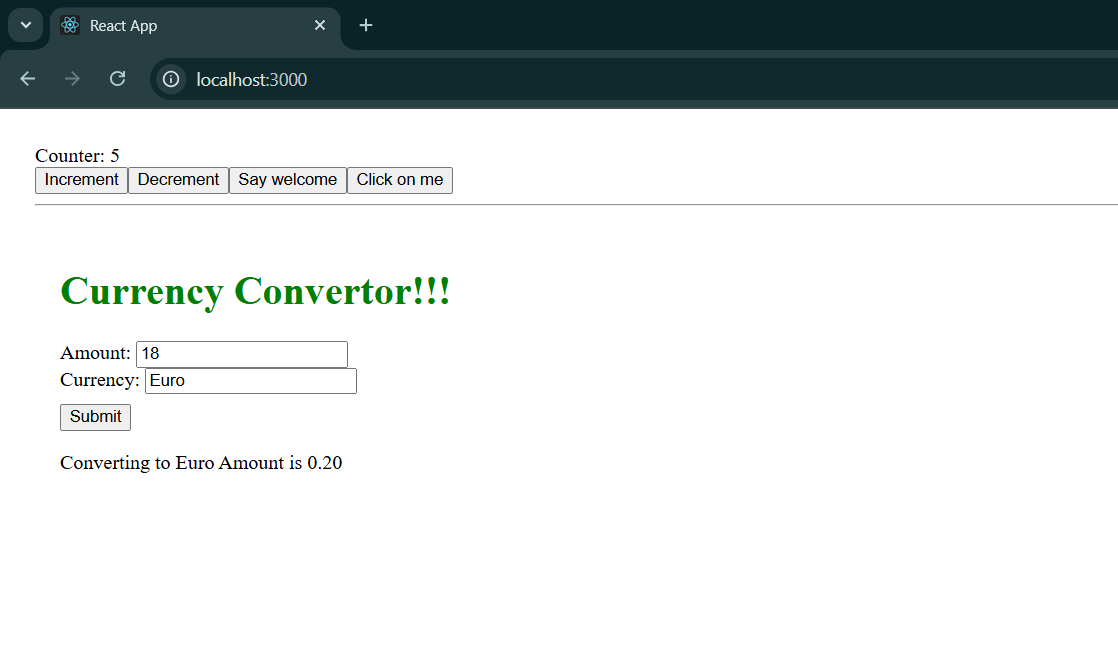 React App
localhost:3000
Counter: 5
Increment Decrement Say welcome Click on me
Currency Convertor!!!
Amount: 18
Currency: Euro
Submit
Converting to Euro Amount is 0.20